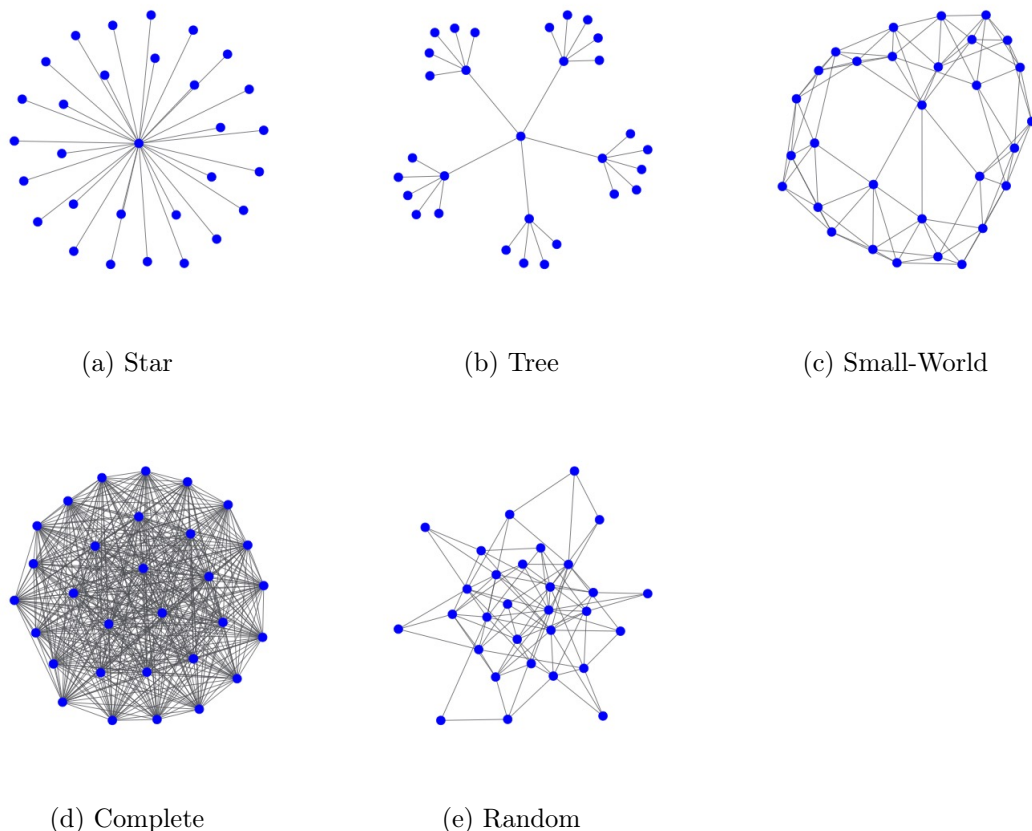 (a) Star
(b) Tree
(c) Small-World
(d) Complete
(e) Random